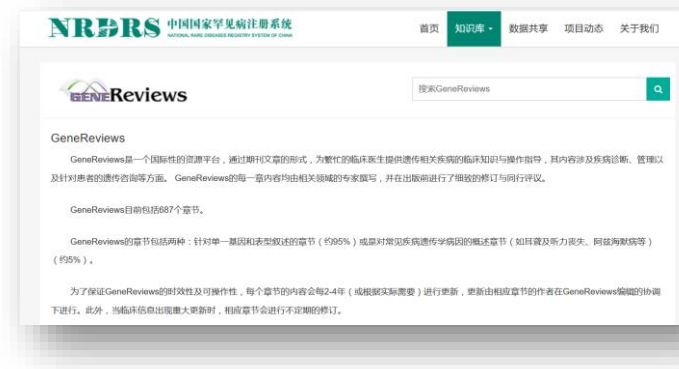 NRDRS 中国国家罕见病注册系统
NATIONAL RARE DISEASES REGISTRY SYSTEM OF CHINA
首页 知识库 数据共享 项目动态 关于我们
GENEReviews
搜索GeneReviews
GeneReviews
GeneReviews是一个国际性的资源平台，通过期刊文章的形式，为繁忙的临床医生提供遗传相关疾病的临床知识与操作指导，其内容涉及疾病诊断、管理以
及针对患者的遗传咨询等方面。 GeneReviews的每一章内容均由相关领域的专家撰写，并在出版前进行了细致的修订与同行评议。
GeneReviews目前包括687个章节。
GeneReviews的章节包括两种：针对单一基因和表型叙述的章节（约95%）或是对常见疾病遗传学病因的概述章节（如耳聋及听力丧失、阿兹海默病等）
（约5%）。
为了保证GeneReviews的时效性及可操作性，每个章节的内容会每2-4年（或根据实际需要）进行更新，更新由相应章节的作者在GeneReviews编辑的协调
下进行。此外，当临床信息出现重大更新时，相应章节会进行不定期的修订。